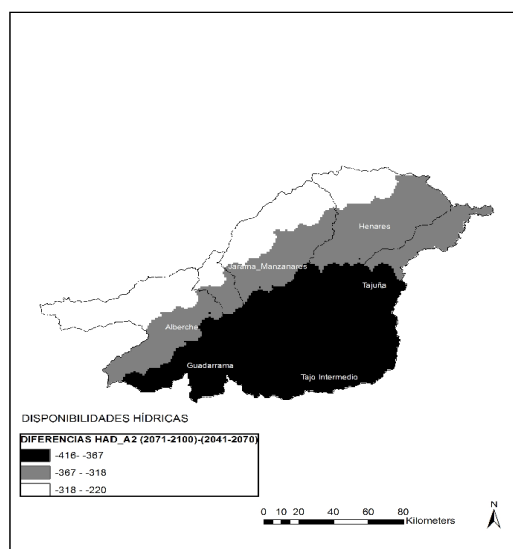 Henares
Jarama_Manzanares
Tajuña
Alberche
Guadarrama
Tajo Intermedio
DISPONIBILIDADES HÍDRICAS
DIFERENCIAS HAD_A2 (2071-2100)-(2041-2070)
-416- -367
-367 - -318
-318 - -220
0 10 20 40 60 80
Kilometers
N